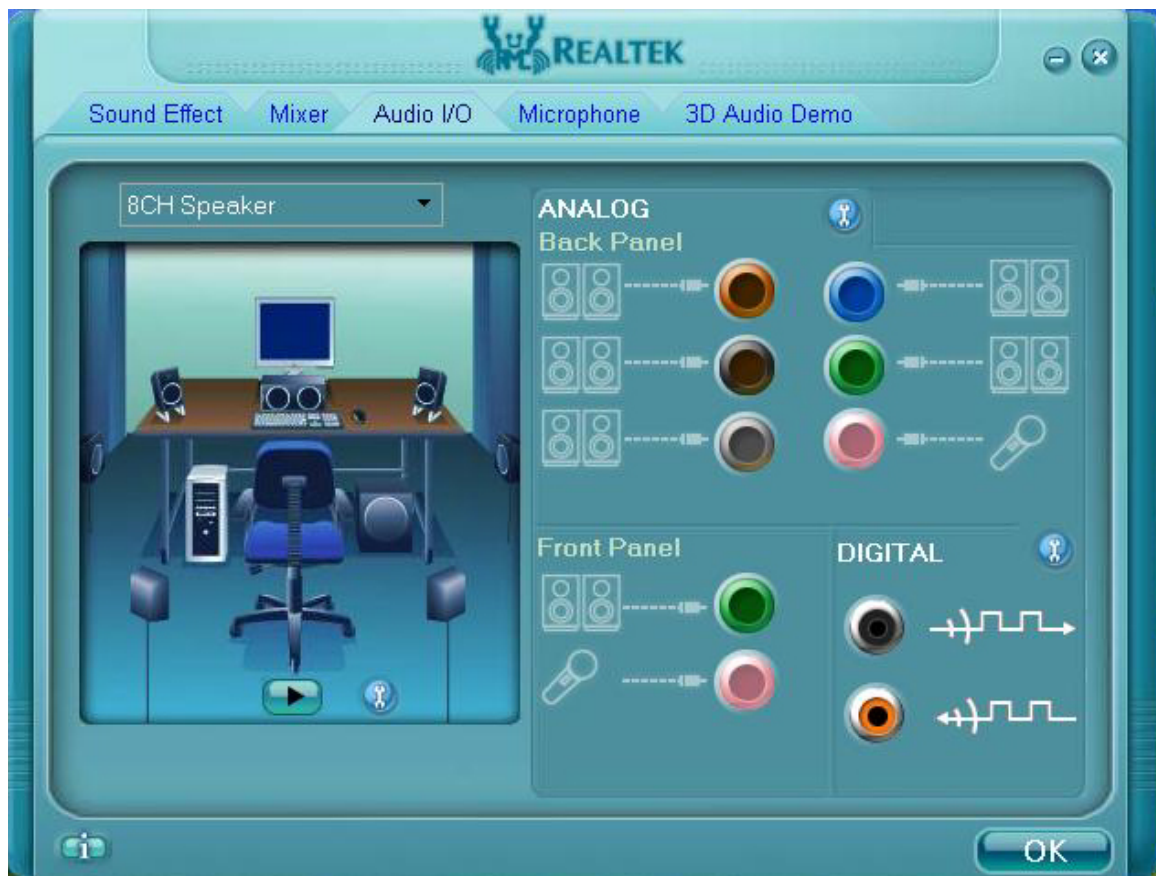 REALTEK
Sound Effect Mixer Audio I/O Microphone 3D Audio Demo
8CH Speaker
ANALOG
Back Panel
Front Panel
DIGITAL
i
OK